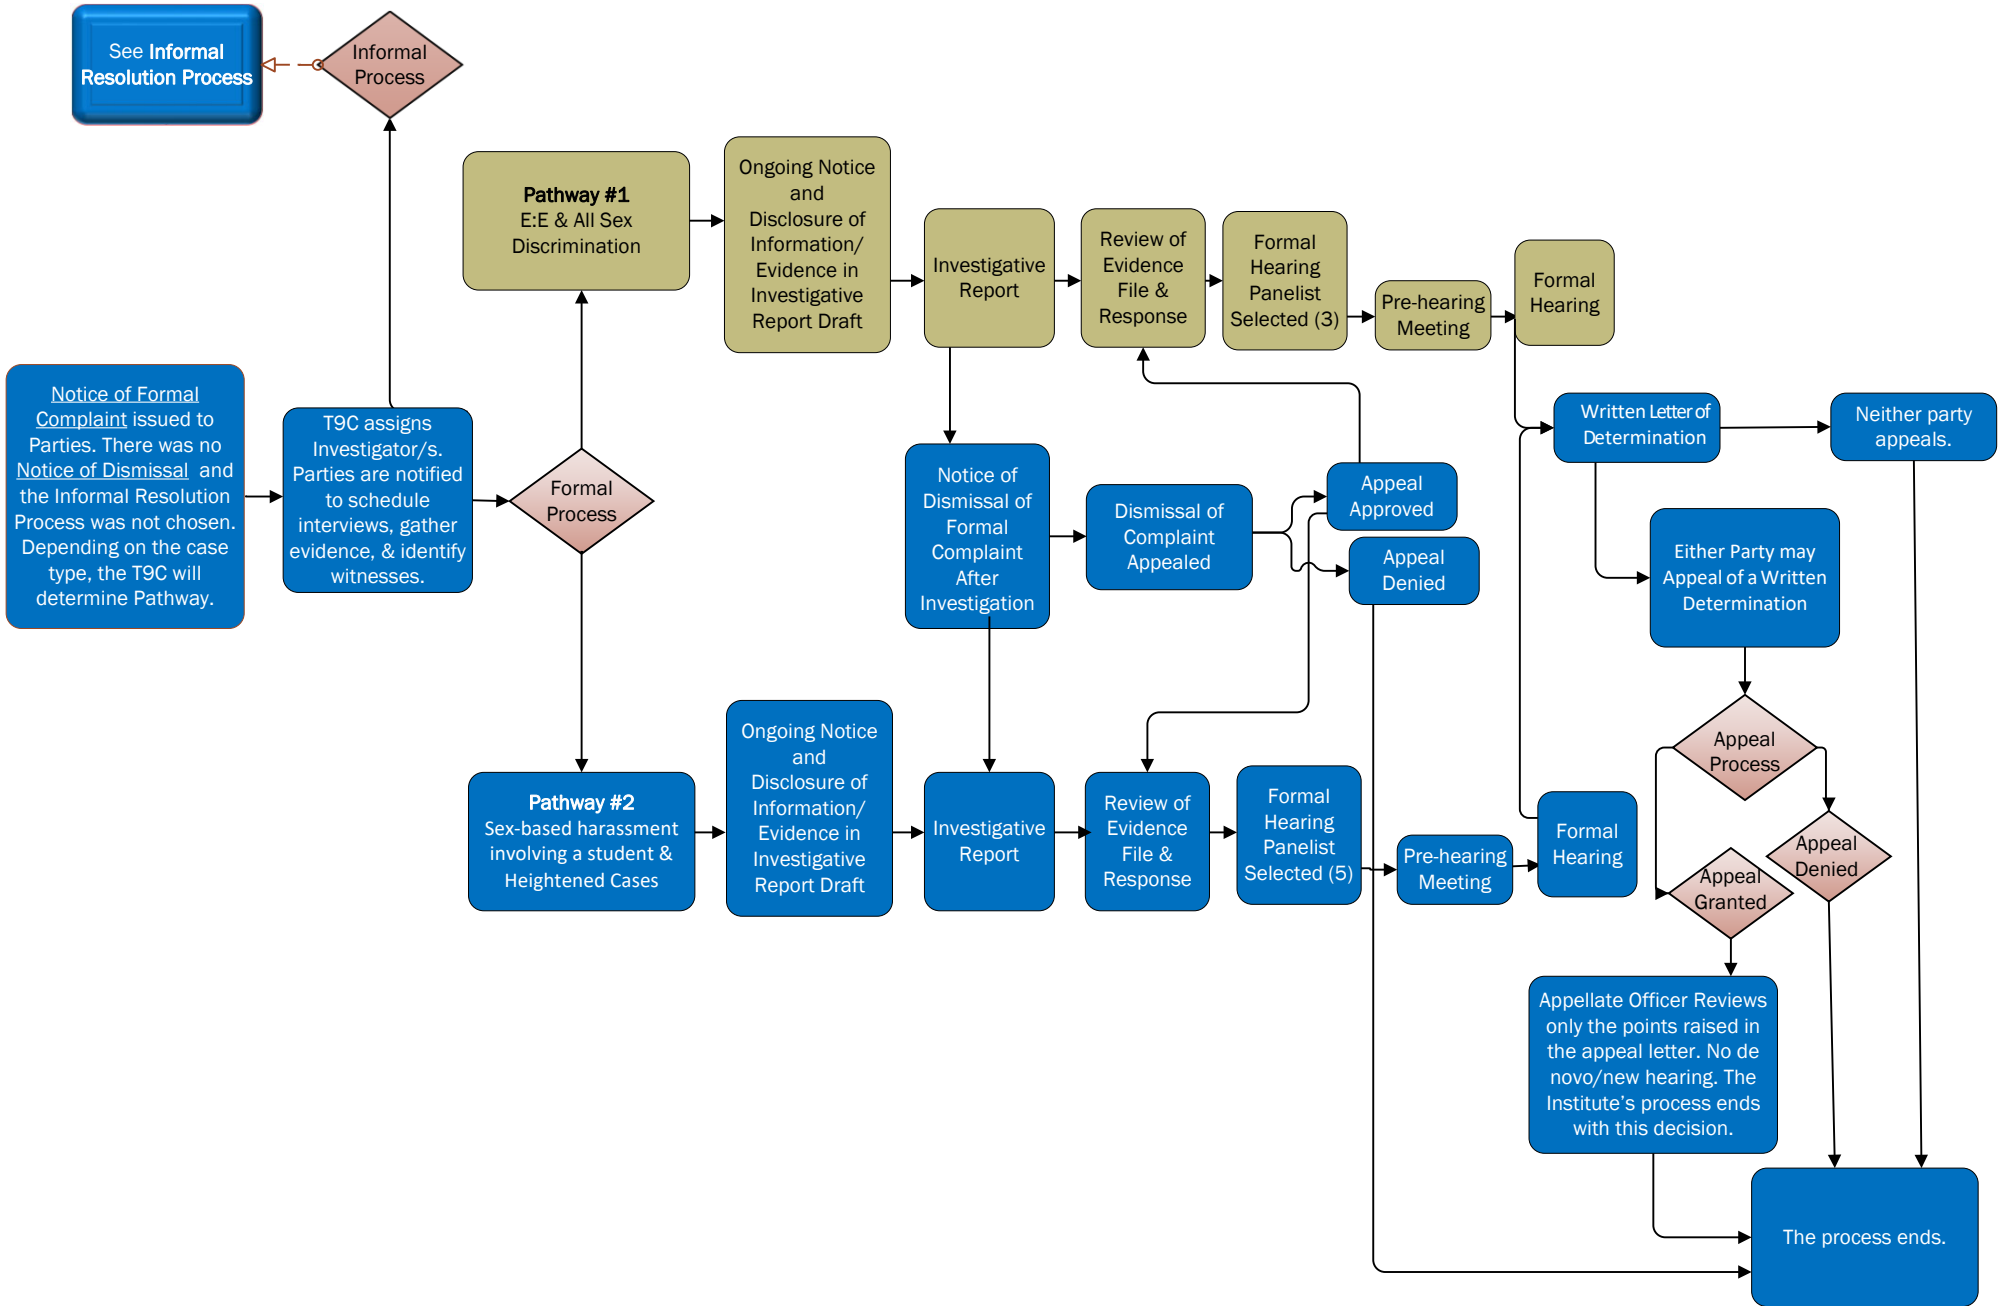 See Informal
Resolution Process
Informal
Process
Notice of Formal
Complaint issued to
Parties. There was no
Notice of Dismissal and
the Informal Resolution
Process was not chosen.
Depending on the case
type, the T9C will
determine Pathway.
T9C assigns
Investigator/s.
Parties are notified
to schedule
interviews, gather
evidence, & identify
witnesses.
Formal
Process
Pathway #1
E:E & All Sex
Discrimination
Ongoing Notice
and
Disclosure of
Information/
Evidence in
Investigative
Report Draft
Investigative
Report
Review of
Evidence
File &
Response
Formal
Hearing
Panelist
Selected (3)
Pre-hearing
Meeting
Formal
Hearing
Notice of
Dismissal of
Formal
Complaint
After
Investigation
Dismissal of
Complaint
Appealed
Appeal
Approved
Appeal
Denied
Written Letter of
Determination
Neither party
appeals.
Either Party may
Appeal of a Written
Determination
Pathway #2
Sex-based harassment
involving a student &
Heightened Cases
Ongoing Notice
and
Disclosure of
Information/
Evidence in
Investigative
Report Draft
Investigative
Report
Review of
Evidence
File &
Response
Formal
Hearing
Panelist
Selected (5)
Pre-hearing
Meeting
Formal
Hearing
Appeal
Process
Appeal
Granted
Appeal
Denied
Appellate Officer Reviews
only the points raised in
the appeal letter. No de
novo/new hearing. The
Institute’s process ends
with this decision.
The process ends.